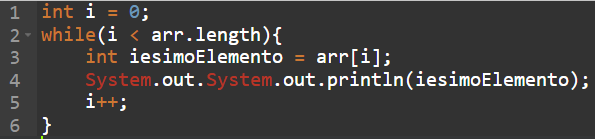 1 int i = 0;
2 while(i < arr.length){
3 int iesimoElemento = arr[i];
4 System.out.System.out.println(iesimoElemento);
5 i++;
6 }